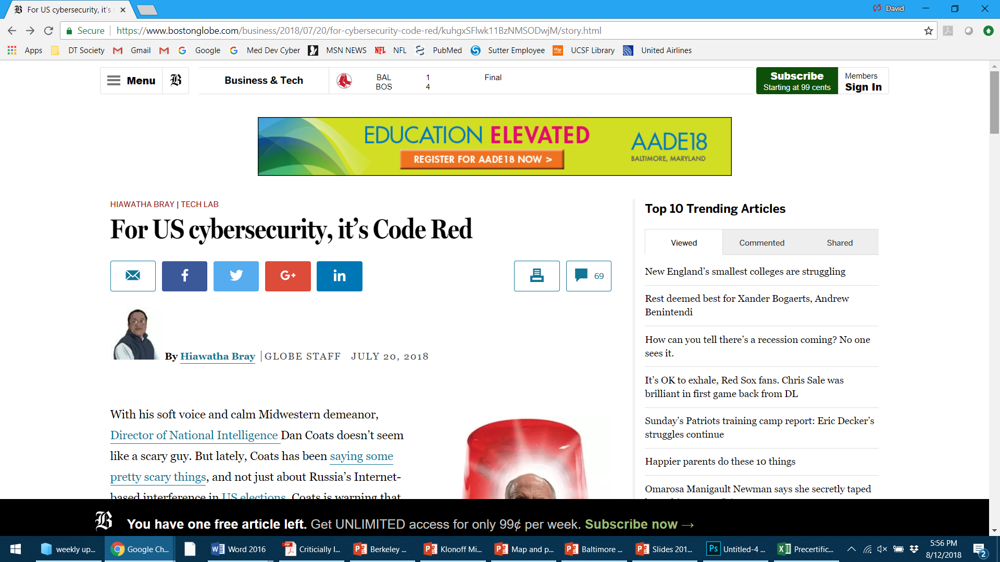 For US cybersecurity, it's
David
Secure
https://www.bostonglobe.com/business/2018/07/20/for-cybersecurity-code-red/kuhgxSFlwk11BzNMSODwjM/story.html
Apps
DT Society
Gmail
Google
Med Dev Cyber
MSN NEWS
NFL
NFL
PubMed
Sutter Employee
UCSF Library
United Airlines
Menu
B
Business & Tech
BAL 1
BOS 4
Final
Subscribe
Starting at 99 cents
Members
Sign In
EDUCATION ELEVATED
REGISTER FOR AADE18 NOW >
AADE18
BALTIMORE, MARYLAND
HIAWATHA BRAY | TECH LAB
For US cybersecurity, it’s Code Red
f
G+
in
69
By Hiawatha Bray | GLOBE STAFF JULY 20, 2018
With his soft voice and calm Midwestern demeanor,
Director of National Intelligence Dan Coats doesn’t seem
like a scary guy. But lately, Coats has been saying some
pretty scary things, and not just about Russia’s Internet-
based interference in US elections. Coats is warning that
Top 10 Trending Articles
Viewed
Commented
Shared
New England’s smallest colleges are struggling
Rest deemed best for Xander Bogaerts, Andrew
Benintendi
How can you tell there’s a recession coming? No one
sees it.
It’s OK to exhale, Red Sox fans. Chris Sale was
brilliant in first game back from DL
Sunday’s Patriots training camp report: Eric Decker’s
struggles continue
Happier parents do these 10 things
Omarosa Manigault Newman says she secretly taped
B
You have one free article left. Get UNLIMITED access for only 99¢ per week. Subscribe now →
weekly up...
Google Ch...
Word 2016
Criticially I...
Berkeley ...
Klonoff Mi...
Map and p...
Baltimore ...
Slides 201...
Ps
Untitled-4 ...
Precertific...
5:56 PM
8/12/2018
2